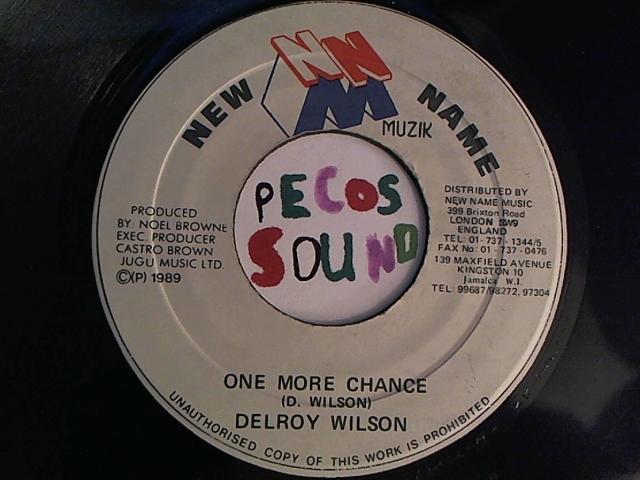 NNM
NEW NAME
MUZIK
PRODUCED
BY: NOEL BROWNE
EXEC. PRODUCER
CASTRO BROWN
JUGU MUSIC LTD.
©(P) 1989
PECOS
SOUND
DISTRIBUTED BY
NEW NAME MUSIC
399 Brixton Road
LONDON SW9
ENGLAND
TEL: 01-737-1344/5
FAX No: 01-737-0476
139 MAXFIELD AVENUE
KINGSTON 10
Jamaica W.I.
TEL: 99687/98272, 97304
ONE MORE CHANCE
(D. WILSON)
DELROY WILSON
UNAUTHORISED COPY OF THIS WORK IS PROHIBITED